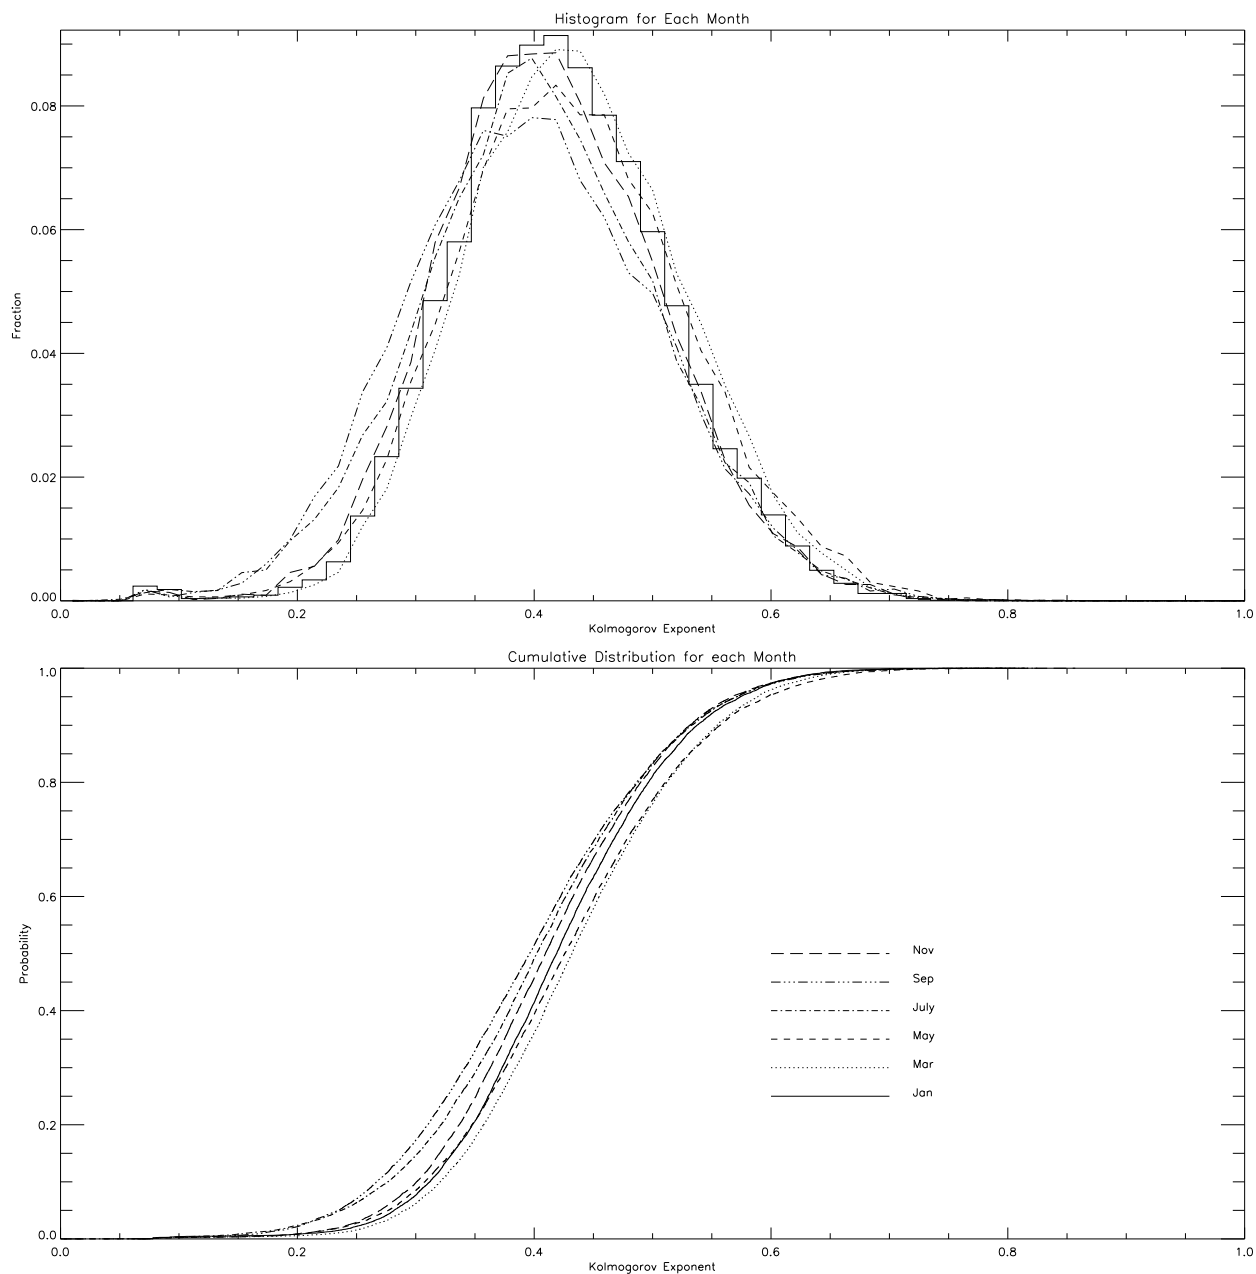 Histogram for Each Month
0.08
0.06
0.04
0.02
0.00
Fraction
0.0 0.2 0.4 0.6 0.8 1.0
Kolmogorov Exponent
Cumulative Distribution for each Month
1.0
0.8
0.6
0.4
0.2
0.0
Probability
Nov
Sep
July
May
Mar
Jan
0.0 0.2 0.4 0.6 0.8 1.0
Kolmogorov Exponent